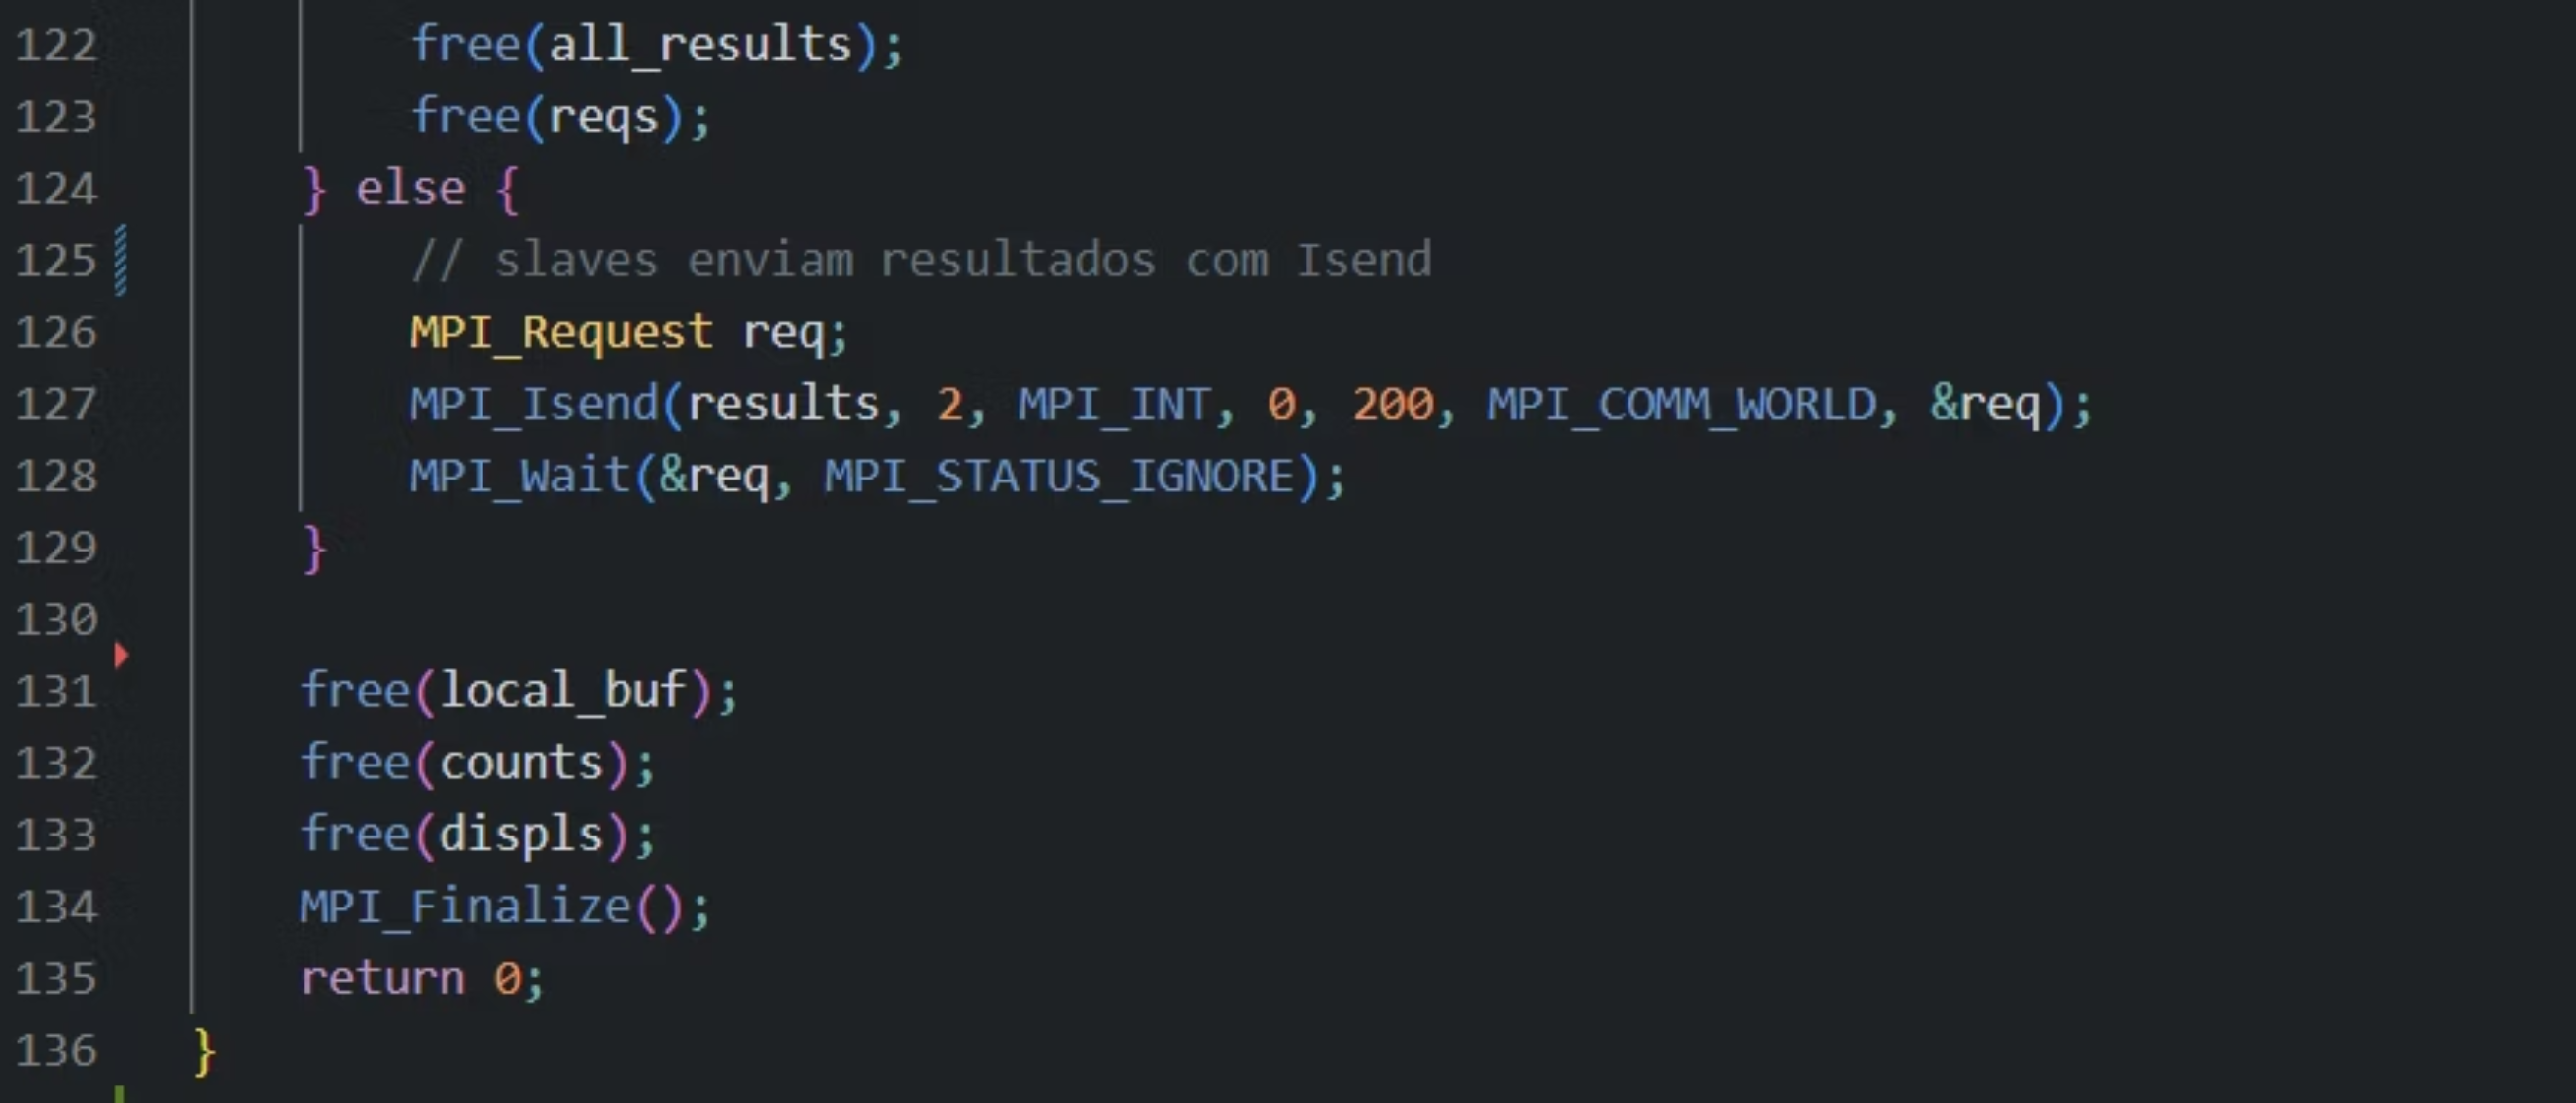 122 free(all_results);
123 free(reqs);
124 } else {
125 // slaves enviam resultados com Isend
126 MPI_Request req;
127 MPI_Isend(results, 2, MPI_INT, 0, 200, MPI_COMM_WORLD, &req);
128 MPI_Wait(&req, MPI_STATUS_IGNORE);
129 }
130
131 free(local_buf);
132 free(counts);
133 free(displs);
134 MPI_Finalize();
135 return 0;
136 }